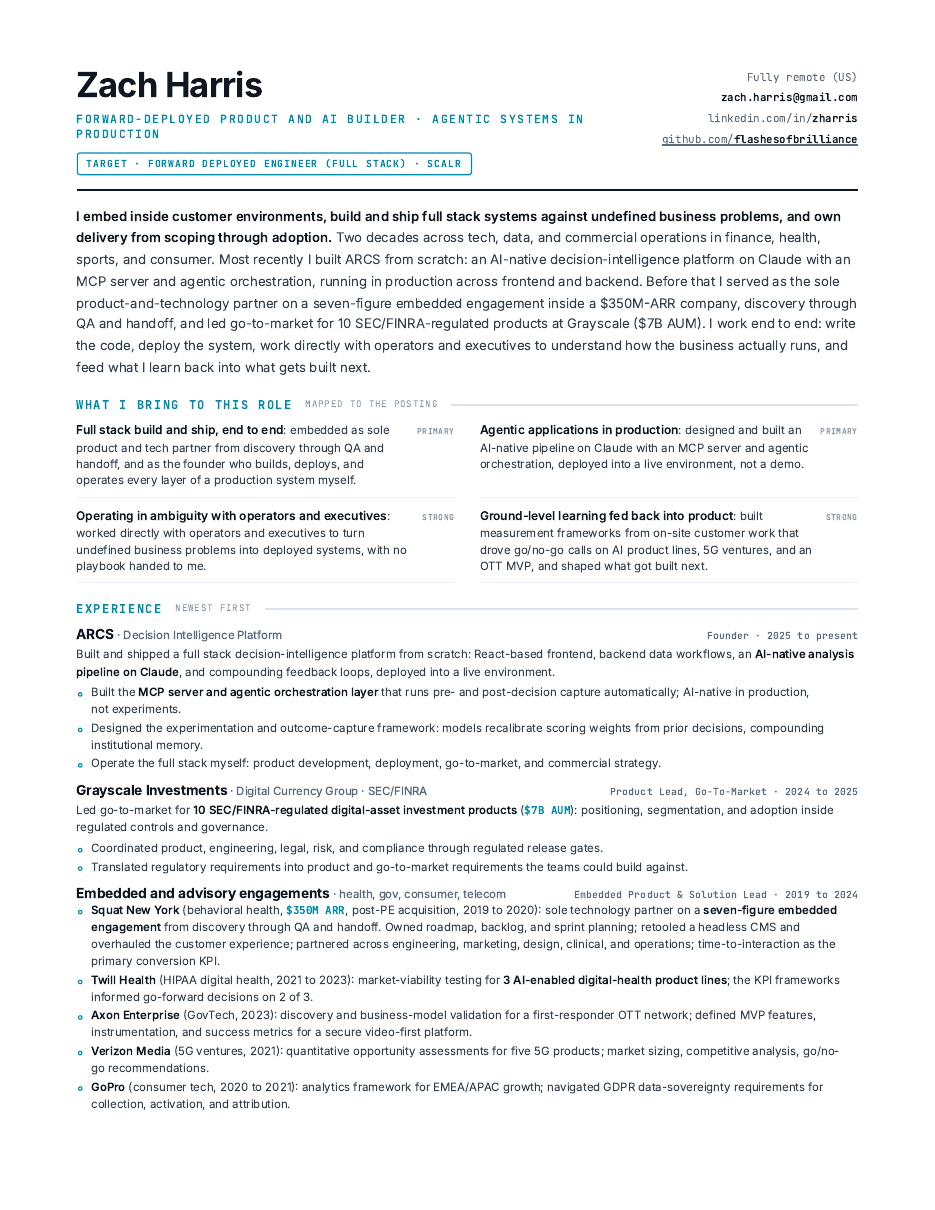 Zach Harris
Fully remote (US)
zach.harris@gmail.com
linkedin.com/in/zharris
github.com/flashesofbrilliance
FORWARD-DEPLOYED PRODUCT AND AI BUILDER · AGENTIC SYSTEMS IN
PRODUCTION
TARGET · FORWARD DEPLOYED ENGINEER (FULL STACK) · SCALR
I embed inside customer environments, build and ship full stack systems against undefined business problems, and own
delivery from scoping through adoption. Two decades across tech, data, and commercial operations in finance, health,
sports, and consumer. Most recently I built ARCS from scratch: an AI-native decision-intelligence platform on Claude with an
MCP server and agentic orchestration, running in production across frontend and backend. Before that I served as the sole
product-and-technology partner on a seven-figure embedded engagement inside a $350M-ARR company, discovery through
QA and handoff, and led go-to-market for 10 SEC/FINRA-regulated products at Grayscale ($7B AUM). I work end to end: write
the code, deploy the system, work directly with operators and executives to understand how the business actually runs, and
feed what I learn back into what gets built next.
WHAT I BRING TO THIS ROLE MAPPED TO THE POSTING
Full stack build and ship, end to end: embedded as sole PRIMARY
product and tech partner from discovery through QA and
handoff, and as the founder who builds, deploys, and
operates every layer of a production system myself.
Agentic applications in production: designed and built an PRIMARY
AI-native pipeline on Claude with an MCP server and agentic
orchestration, deployed into a live environment, not a demo.
Operating in ambiguity with operators and executives: STRONG
worked directly with operators and executives to turn
undefined business problems into deployed systems, with no
playbook handed to me.
Ground-level learning fed back into product: built STRONG
measurement frameworks from on-site customer work that
drove go/no-go calls on AI product lines, 5G ventures, and an
OTT MVP, and shaped what got built next.
EXPERIENCE NEWEST FIRST
ARCS · Decision Intelligence Platform Founder · 2025 to present
Built and shipped a full stack decision-intelligence platform from scratch: React-based frontend, backend data workflows, an AI-native analysis
pipeline on Claude, and compounding feedback loops, deployed into a live environment.
Built the MCP server and agentic orchestration layer that runs pre- and post-decision capture automatically; AI-native in production,
not experiments.
Designed the experimentation and outcome-capture framework: models recalibrate scoring weights from prior decisions, compounding
institutional memory.
Operate the full stack myself: product development, deployment, go-to-market, and commercial strategy.
Grayscale Investments · Digital Currency Group · SEC/FINRA Product Lead, Go-To-Market · 2024 to 2025
Led go-to-market for 10 SEC/FINRA-regulated digital-asset investment products ($7B AUM): positioning, segmentation, and adoption inside
regulated controls and governance.
Coordinated product, engineering, legal, risk, and compliance through regulated release gates.
Translated regulatory requirements into product and go-to-market requirements the teams could build against.
Embedded and advisory engagements · health, gov, consumer, telecom Embedded Product & Solution Lead · 2019 to 2024
Squat New York (behavioral health, $350M ARR, post-PE acquisition, 2019 to 2020): sole technology partner on a seven-figure embedded
engagement from discovery through QA and handoff. Owned roadmap, backlog, and sprint planning; retooled a headless CMS and
overhauled the customer experience; partnered across engineering, marketing, design, clinical, and operations; time-to-interaction as the
primary conversion KPI.
Twill Health (HIPAA digital health, 2021 to 2023): market-viability testing for 3 AI-enabled digital-health product lines; the KPI frameworks
informed go-forward decisions on 2 of 3.
Axon Enterprise (GovTech, 2023): discovery and business-model validation for a first-responder OTT network; defined MVP features,
instrumentation, and success metrics for a secure video-first platform.
Verizon Media (5G ventures, 2021): quantitative opportunity assessments for five 5G products; market sizing, competitive analysis, go/no-
go recommendations.
GoPro (consumer tech, 2020 to 2021): analytics framework for EMEA/APAC growth; navigated GDPR data-sovereignty requirements for
collection, activation, and attribution.